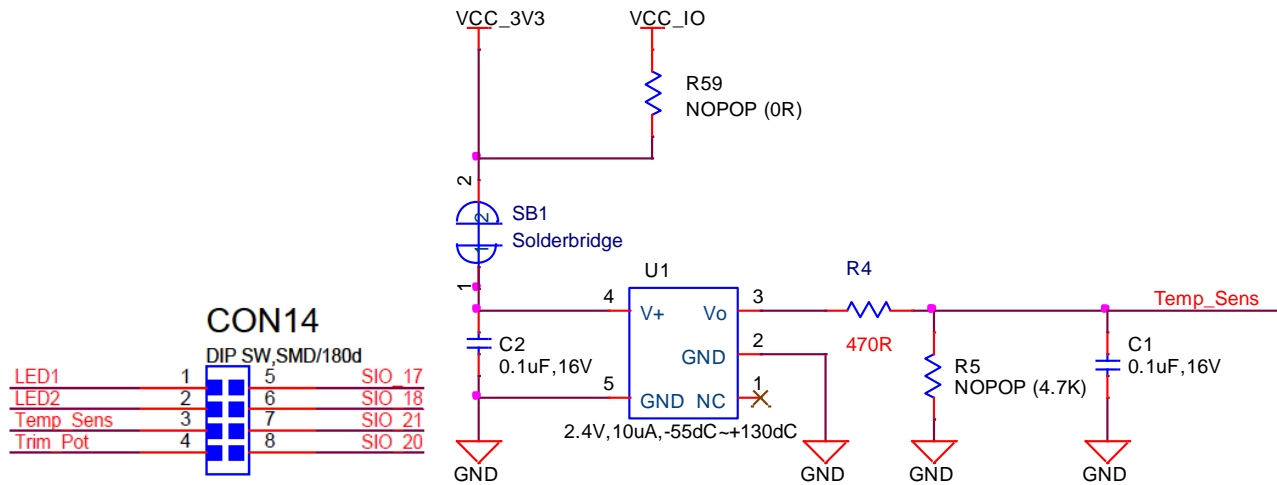 VCC_3V3
VCC_IO
R59
NOPOP (0R)
2
2
SB1
Solderbridge
1
1
U1
R4
4
V+
Vo
3
470R
Temp_Sens
C2
0.1uF,16V
GND
2
R5
NOPOP (4.7K)
C1
0.1uF,16V
5
GND
NC
1
2.4V,10uA,-55dC~+130dC
GND
GND
GND
GND
CON14
DIP SW,SMD/180d
LED1
1
5
SIO_17
LED2
2
6
SIO_18
Temp_Sens
3
7
SIO_21
Trim_Pot
4
8
SIO_20